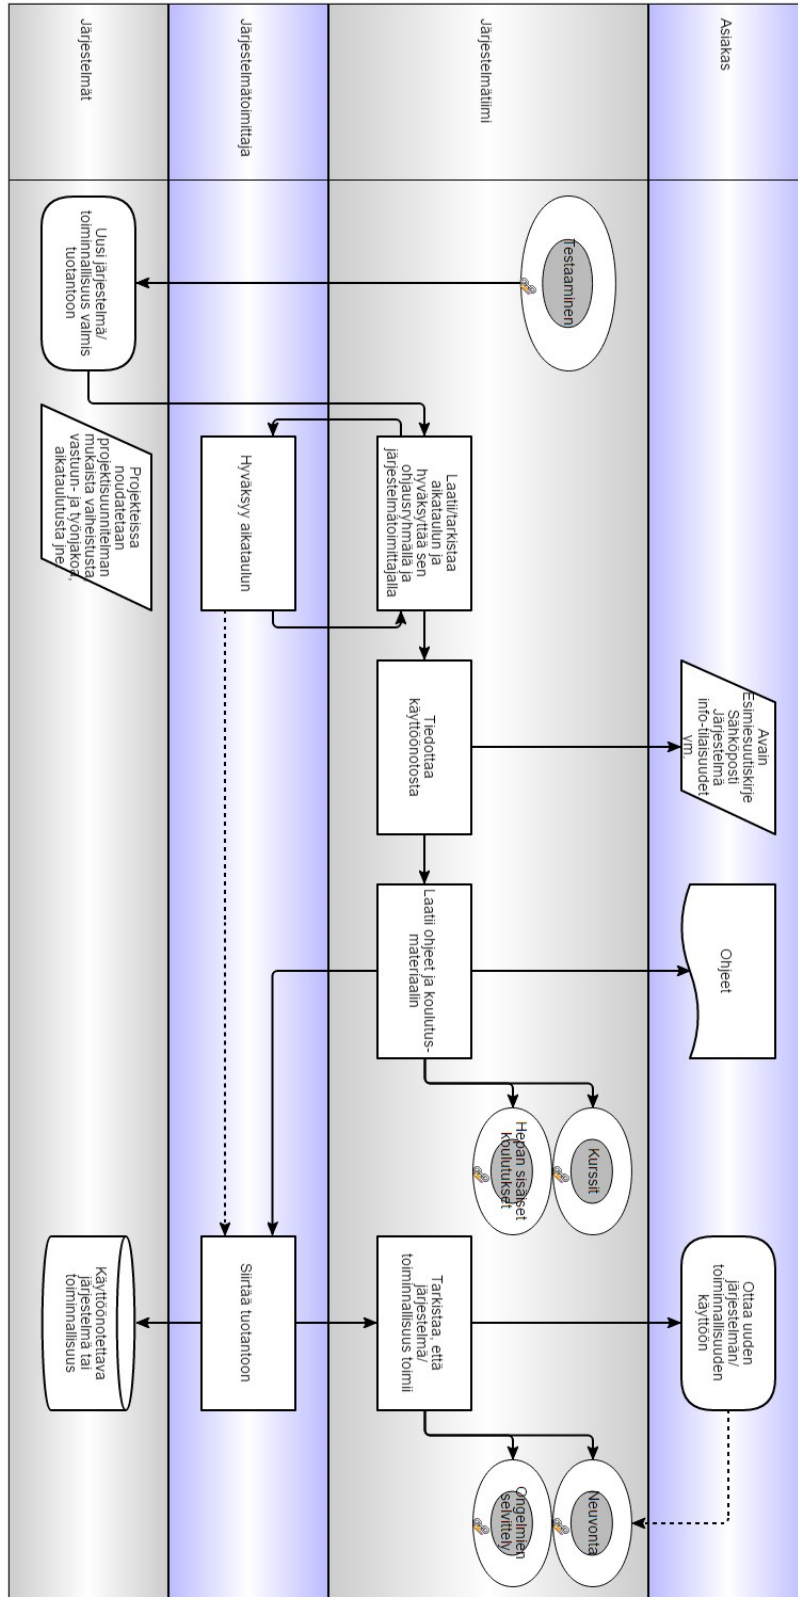 Asiakas
Avain
Esimiesuutiskirje
Sähköposti
Järjestelmä
info-tilaisuudet
ym.
Ohjeet
Ottaa uuden
järjestelmän/
toiminnallisuuden
käyttöön
Järjestelmätiimi
Testaaminen
Laatii/tarkistaa
aikataulun ja
hyväksyttää sen
ohjausryhmällä ja
järjestelmätoimittajalla
Tiedottaa
käyttöönotosta
Laatii ohjeet ja koulutus-
materiaalin
Kurssit
Hepan sisäiset
koulutukset
Tarkistaa, että
järjestelmä/
toiminnallisuus toimii
Neuvonta
Ongelmien
selvittely
Järjestelmätoimittaja
Hyväksyy aikataulun
Siirtää tuotantoon
Järjestelmät
Uusi järjestelmä/
toiminnallisuus valmis
tuotantoon
Projekteissa
noudatetaan
projektisuunnitelman
mukaista vaiheistusta,
vastuun- ja työnjakoa,
aikataulutusta jne.
Käyttöönotettava
järjestelmä tai
toiminnallisuus